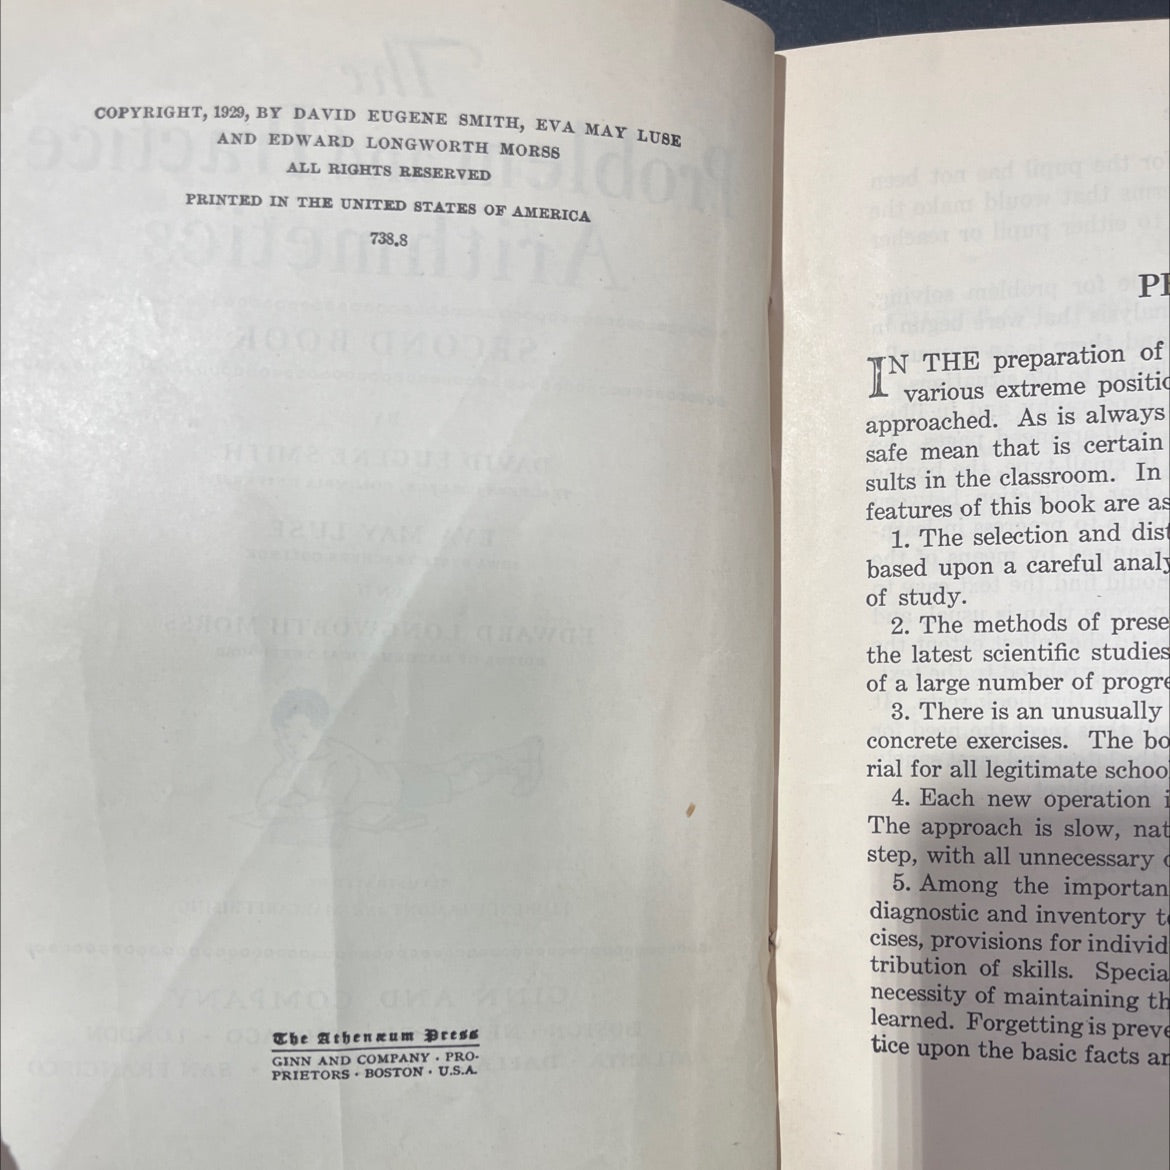 COPYRIGHT, 1929, BY DAVID EUGENE SMITH, EVA MAY LUSE
AND EDWARD LONGWORTH MORSS
ALL RIGHTS RESERVED
PRINTED IN THE UNITED STATES OF AMERICA
738.8
The Athenæum Press
GINN AND COMPANY · PRO-
PRIETORS · BOSTON · U.S.A.
IN THE preparation of
various extreme positio
approached. As is always
safe mean that is certain
sults in the classroom. In
features of this book are as
1. The selection and dist
based upon a careful analy
of study.
2. The methods of prese
the latest scientific studies
of a large number of progre
3. There is an unusually
concrete exercises. The bo
rial for all legitimate schoo
4. Each new operation i
The approach is slow, nat
step, with all unnecessary
5. Among the importan
diagnostic and inventory te
cises, provisions for individ
tribution of skills. Specia
necessity of maintaining th
learned. Forgetting is preve
tice upon the basic facts an